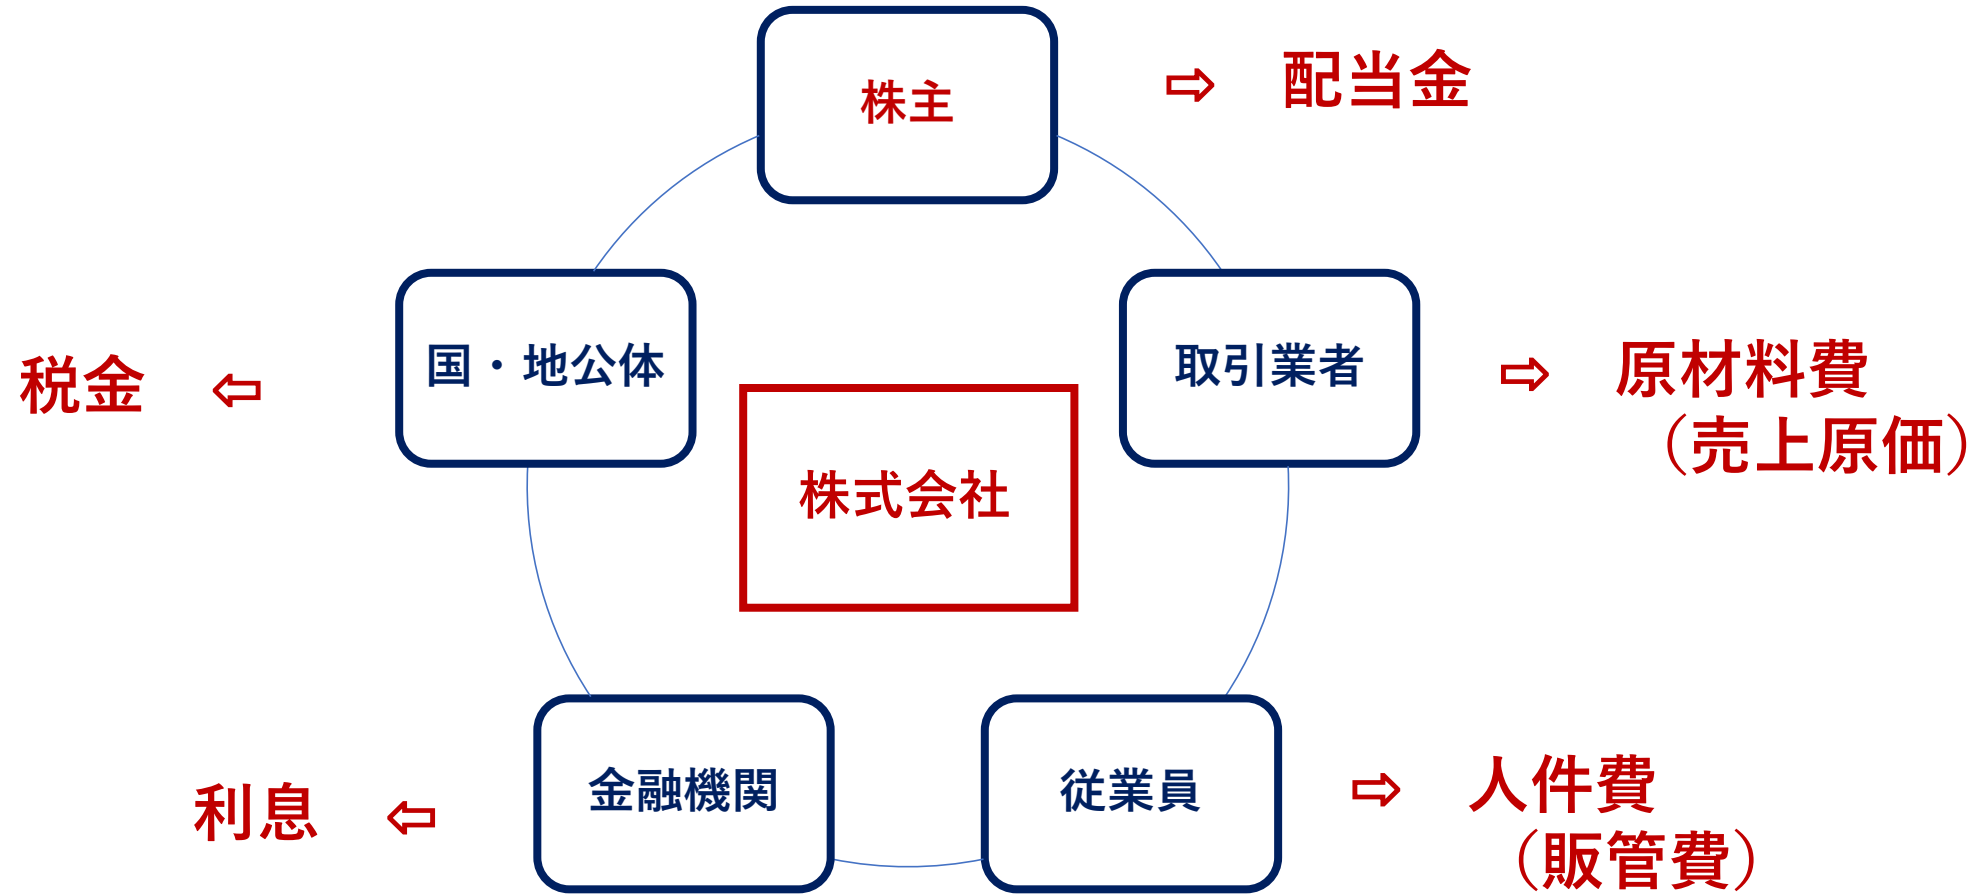 株主
⇨ 配当金
国・地公体
取引業者
税金 ⇦
⇨ 原材料費
（売上原価）
株式会社
金融機関
従業員
利息 ⇦
⇨ 人件費
（販管費）